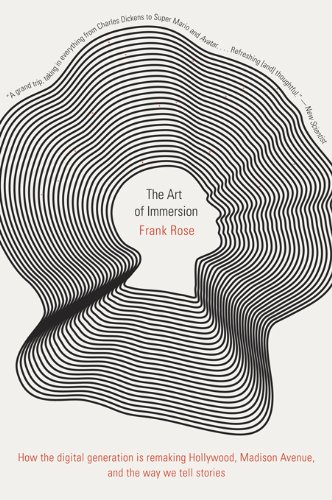 "A grand trip, taking in everything from Charles Dickens to Super Mario and Avatar. . . . Refreshing [and] thoughtful." —New Scientist
The Art
of Immersion
Frank Rose
How the digital generation is remaking Hollywood, Madison Avenue,
and the way we tell stories